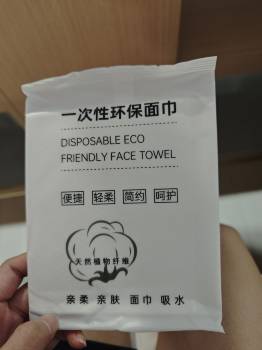 一次性环保面巾
DISPOSABLE ECO
FRIENDLY FACE TOWEL
便捷 轻柔 简约 呵护
天然植物纤维
亲柔 亲肤 面巾 吸水